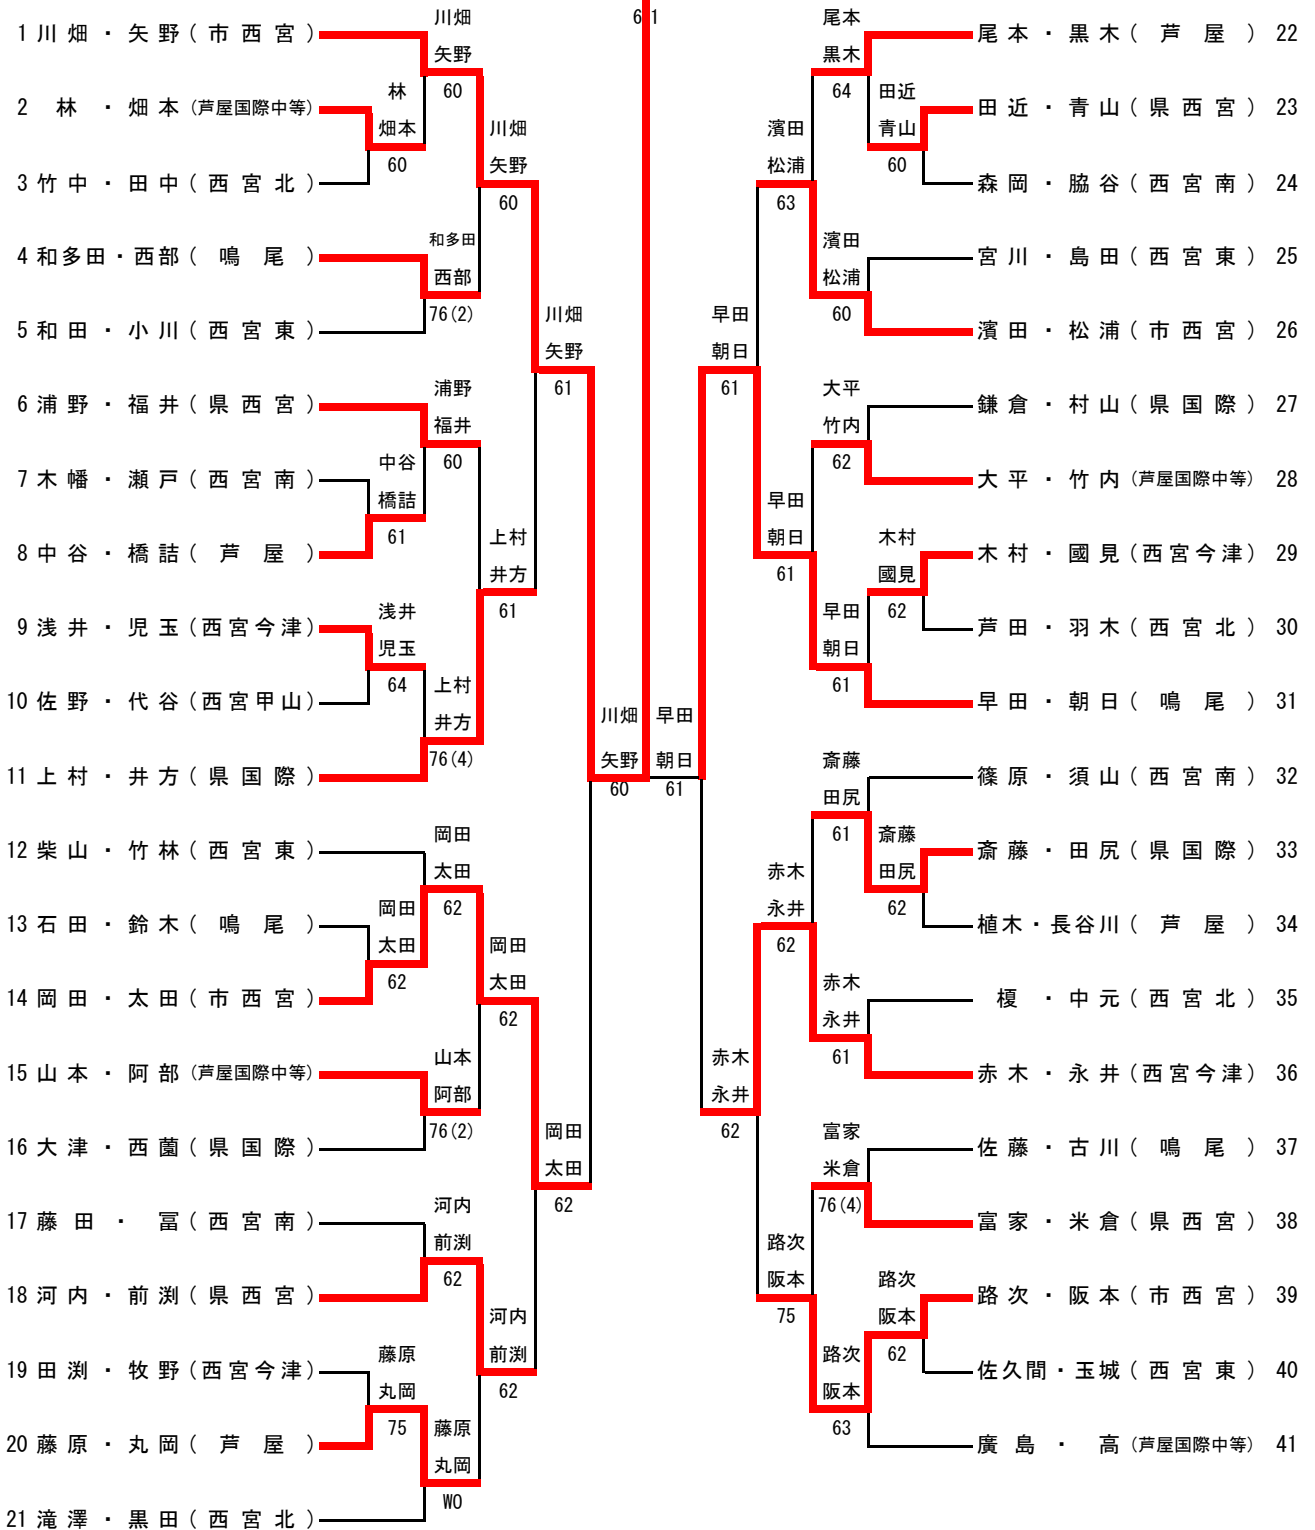 1 川畑・矢野(市西宮)
2 林・畑本(芦屋国際中等)
3 竹中・田中(西宮北)
4 和多田・西部(鳴尾)
5 和田・小川(西宮東)
6 浦野・福井(県西宮)
7 木幡・瀬戸(西宮南)
8 中谷・橋詰(芦屋)
9 浅井・児玉(西宮今津)
10 佐野・代谷(西宮甲山)
11 上村・井方(県国際)
12 柴山・竹林(西宮東)
13 石田・鈴木(鳴尾)
14 岡田・太田(市西宮)
15 山本・阿部(芦屋国際中等)
16 大津・西薗(県国際)
17 藤田・冨(西宮南)
18 河内・前渕(県西宮)
19 田渕・牧野(西宮今津)
20 藤原・丸岡(芦屋)
21 滝澤・黒田(西宮北)
林
畑本
60
中谷
橋詰
61
浅井
児玉
64
岡田
太田
62
藤原
丸岡
75
川畑
矢野
60
和多田
西部
76(2)
浦野
福井
60
上村
井方
76(4)
岡田
太田
62
山本
阿部
76(2)
河内
前渕
62
藤原
丸岡
WO
川畑
矢野
60
上村
井方
61
岡田
太田
62
河内
前渕
62
川畑
矢野
61
岡田
太田
62
川畑
矢野
60
早田
朝日
61
早田
朝日
61
赤木
永井
62
濱田
松浦
63
早田
朝日
61
赤木
永井
62
路次
阪本
75
尾本
黒木
64
濱田
松浦
60
大平
竹内
62
早田
朝日
61
斎藤
田尻
61
赤木
永井
61
富家
米倉
76(4)
路次
阪本
63
田近
青山
60
木村
國見
62
斎藤
田尻
62
路次
阪本
62
尾本・黒木(芦屋) 22
田近・青山(県西宮) 23
森岡・脇谷(西宮南) 24
宮川・島田(西宮東) 25
濱田・松浦(市西宮) 26
鎌倉・村山(県国際) 27
大平・竹内(芦屋国際中等) 28
木村・國見(西宮今津) 29
芦田・羽木(西宮北) 30
早田・朝日(鳴尾) 31
篠原・須山(西宮南) 32
斎藤・田尻(県国際) 33
植木・長谷川(芦屋) 34
榎・中元(西宮北) 35
赤木・永井(西宮今津) 36
佐藤・古川(鳴尾) 37
富家・米倉(県西宮) 38
路次・阪本(市西宮) 39
佐久間・玉城(西宮東) 40
廣島・高(芦屋国際中等) 41